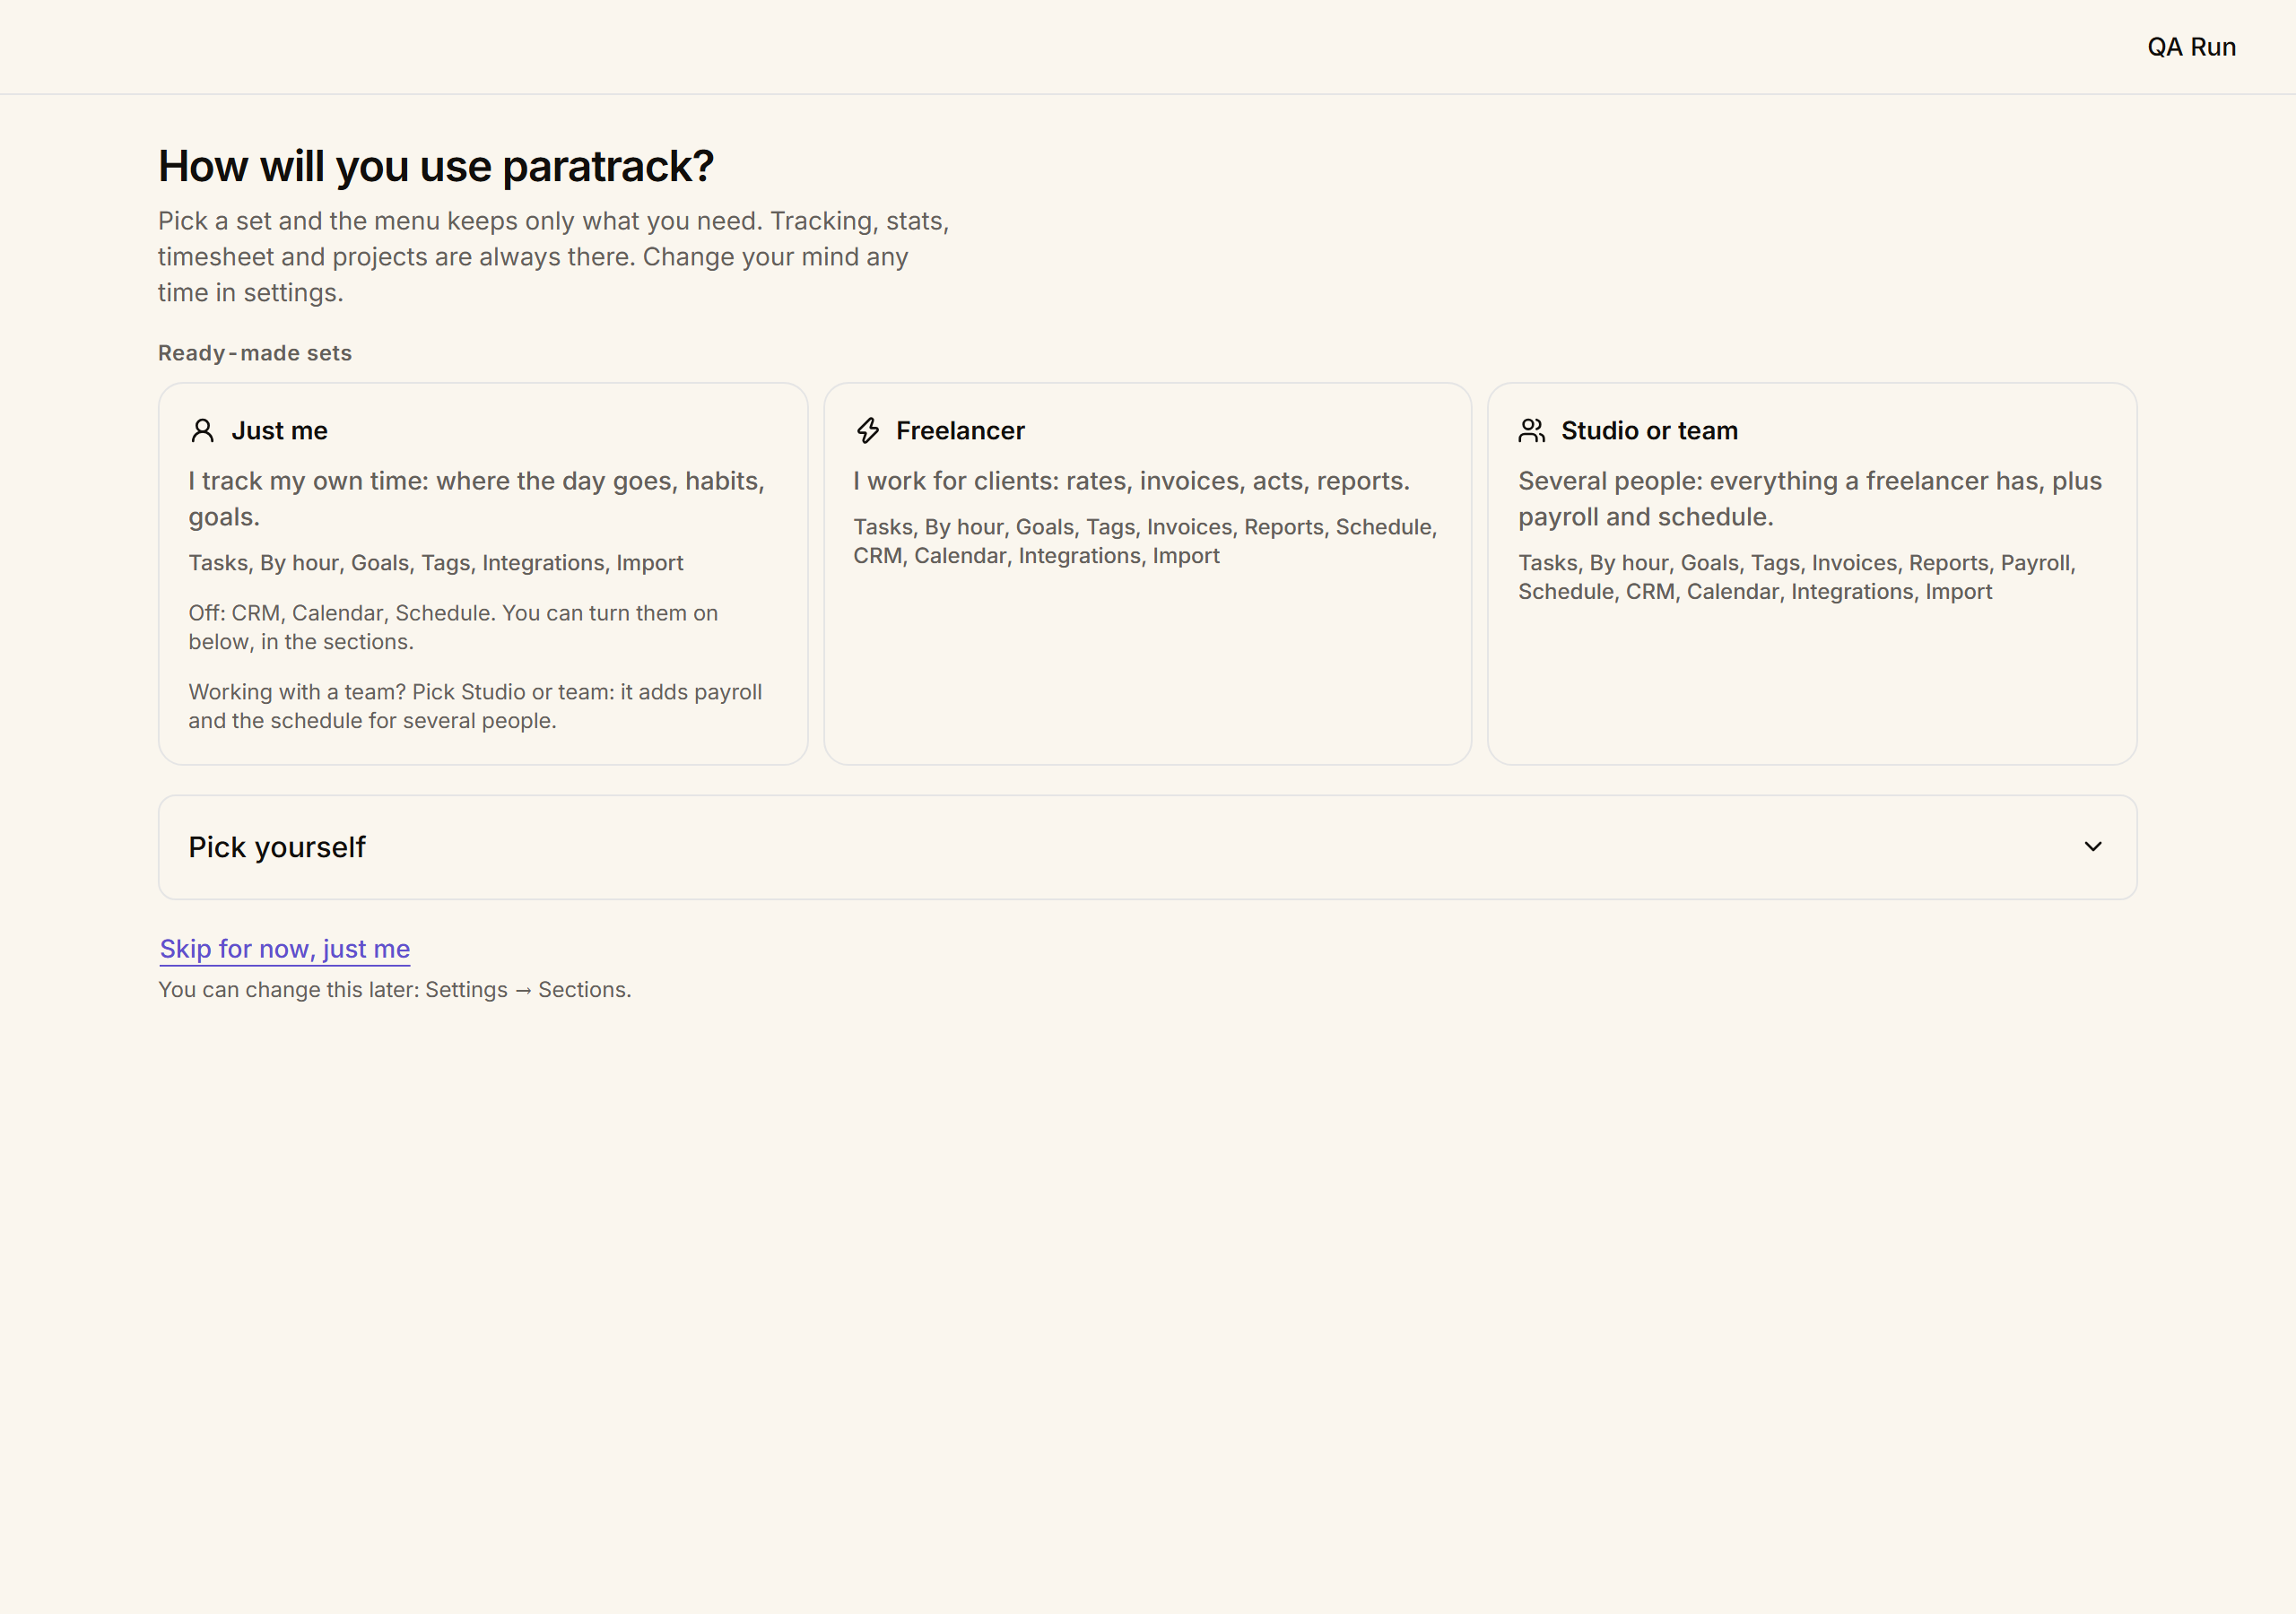 QA Run
How will you use paratrack?
Pick a set and the menu keeps only what you need. Tracking, stats,
timesheet and projects are always there. Change your mind any
time in settings.
Ready-made sets
Just me
I track my own time: where the day goes, habits,
goals.
Tasks, By hour, Goals, Tags, Integrations, Import
Off: CRM, Calendar, Schedule. You can turn them on
below, in the sections.
Working with a team? Pick Studio or team: it adds payroll
and the schedule for several people.
Freelancer
I work for clients: rates, invoices, acts, reports.
Tasks, By hour, Goals, Tags, Invoices, Reports, Schedule,
CRM, Calendar, Integrations, Import
Studio or team
Several people: everything a freelancer has, plus
payroll and schedule.
Tasks, By hour, Goals, Tags, Invoices, Reports, Payroll,
Schedule, CRM, Calendar, Integrations, Import
Pick yourself
Skip for now, just me
You can change this later: Settings → Sections.